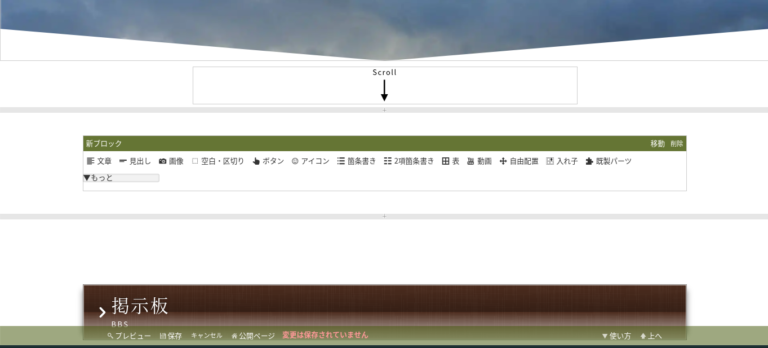 Scroll
新ブロック 移動 削除
文章 見出し 画像 空白・区切り ボタン アイコン 箇条書き 2項箇条書き 表 動画 自由配置 入れ子 既製パーツ
▼もっと
掲示板
BBS
プレビュー 保存 キャンセル 公開ページ 変更は保存されていません ▼使い方 上へ